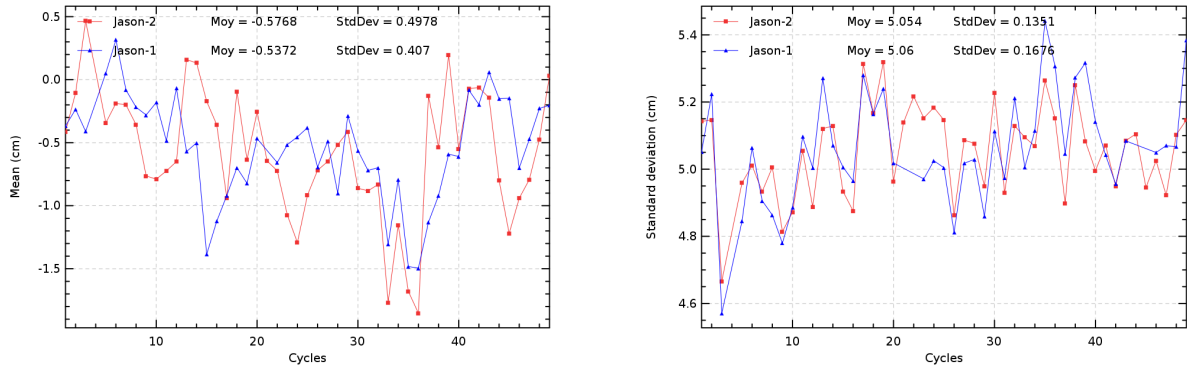 0.5
0.0
-0.5
-1.0
-1.5
Mean (cm)
Jason-2 Moy = -0.5768 StdDev = 0.4978
Jason-1 Moy = -0.5372 StdDev = 0.407
10 20 30 40
Cycles
5.4
5.2
5.0
4.8
4.6
Standard deviation (cm)
Jason-2 Moy = 5.054 StdDev = 0.1351
Jason-1 Moy = 5.06 StdDev = 0.1676
10 20 30 40
Cycles